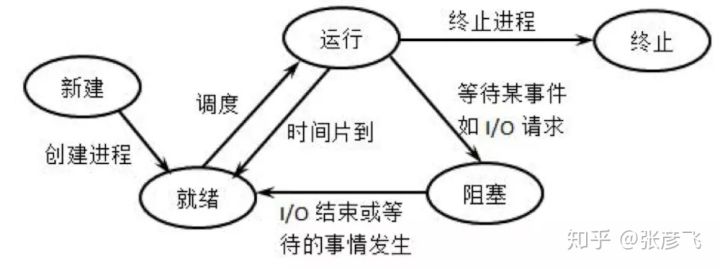 运行
终止进程
终止
新建
调度
时间片到
等待某事件
如 I/O 请求
创建进程
就绪
阻塞
I/O 结束或等
待的事情发生
知乎 @张彦飞